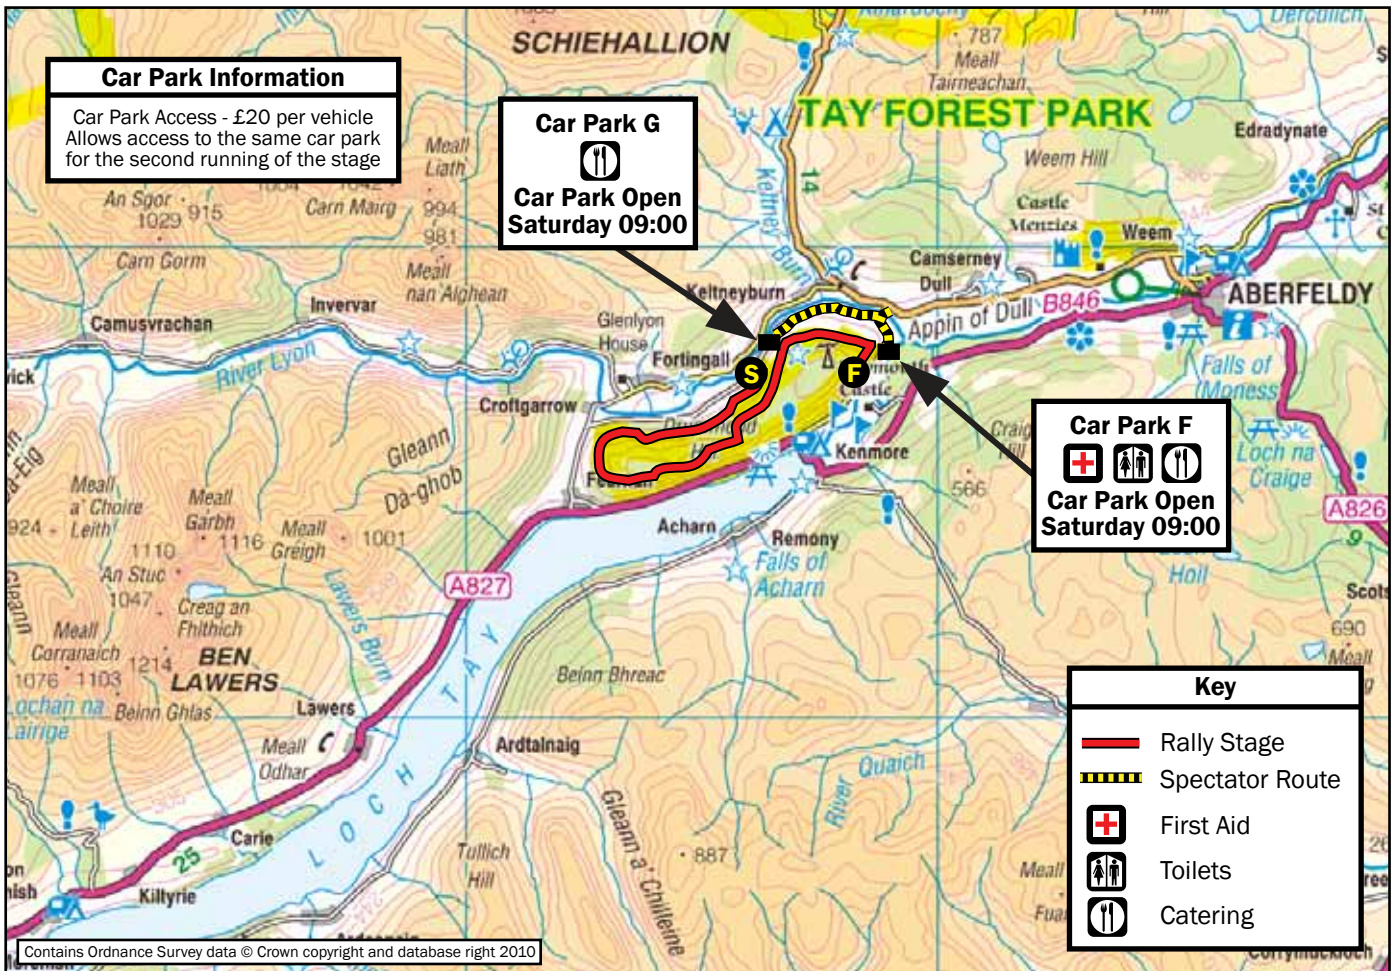 SCHIEHALLION
787
Meall
Tairneachan
TAY FOREST PARK
Car Park Information
Car Park Access - £20 per vehicle
Allows access to the same car park
for the second running of the stage
Car Park G
Car Park Open
Saturday 09:00
Edradynate
Weem Hill
Meall
Liath
994
981
An Sgor
1029
915
1042
Carn Mairg
Carn Gorm
Meall
nan Aighean
14
Keltney Burn
Castle
Menzies
Weem
Camserney
Dull
Keltneyburn
Invervar
Camusvrachan
Glenlyon
House
Fortingall
River Lyon
Appin of Dull
B846
ABERFELDY
Falls of
Moness
S
F
Castle
Croftgarrow
Kenmore
Car Park F
Car Park Open
Saturday 09:00
Loch na
Craige
A826
9
Gleann
Da-ghob
Meall
a' Choire
Leith
924
Meall
Garbh
1116
Meall
Greigh
1001
1110
An Stuc
1047
Creag an
Fhithich
Meall
Corranaich
1214
1076
1103
BEN
LAWERS
Beinn Ghlas
Lochan na
Lairige
Lawers Burn
A827
Acharn
Remony
Falls of
Acharn
566
Beinn Bhreac
LOCH TAY
Lawers
Meall
Odhar
Ardtalnaig
River
Quaich
Gleann a' Chilleine
887
Tullich
Hill
Carie
25
Kiltyrie
690
Meall
Key
Rally Stage
Spectator Route
First Aid
Toilets
Catering
Contains Ordnance Survey data © Crown copyright and database right 2010